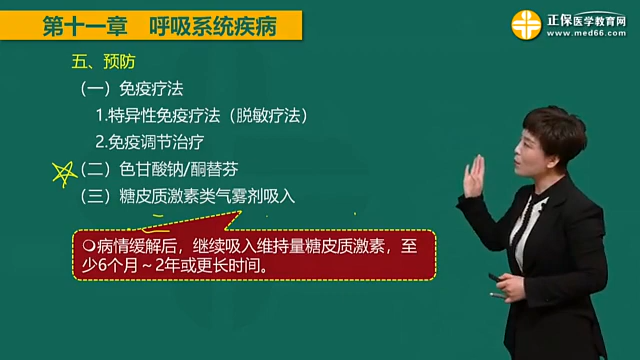 第十一章 呼吸系统疾病
正保医学教育网
www.med66.com
五、预防
（一）免疫疗法
1.特异性免疫疗法（脱敏疗法）
2.免疫调节治疗
（二）色甘酸钠/酮替芬
（三）糖皮质激素类气雾剂吸入
❍病情缓解后，继续吸入维持量糖皮质激素，至
少6个月～2年或更长时间。